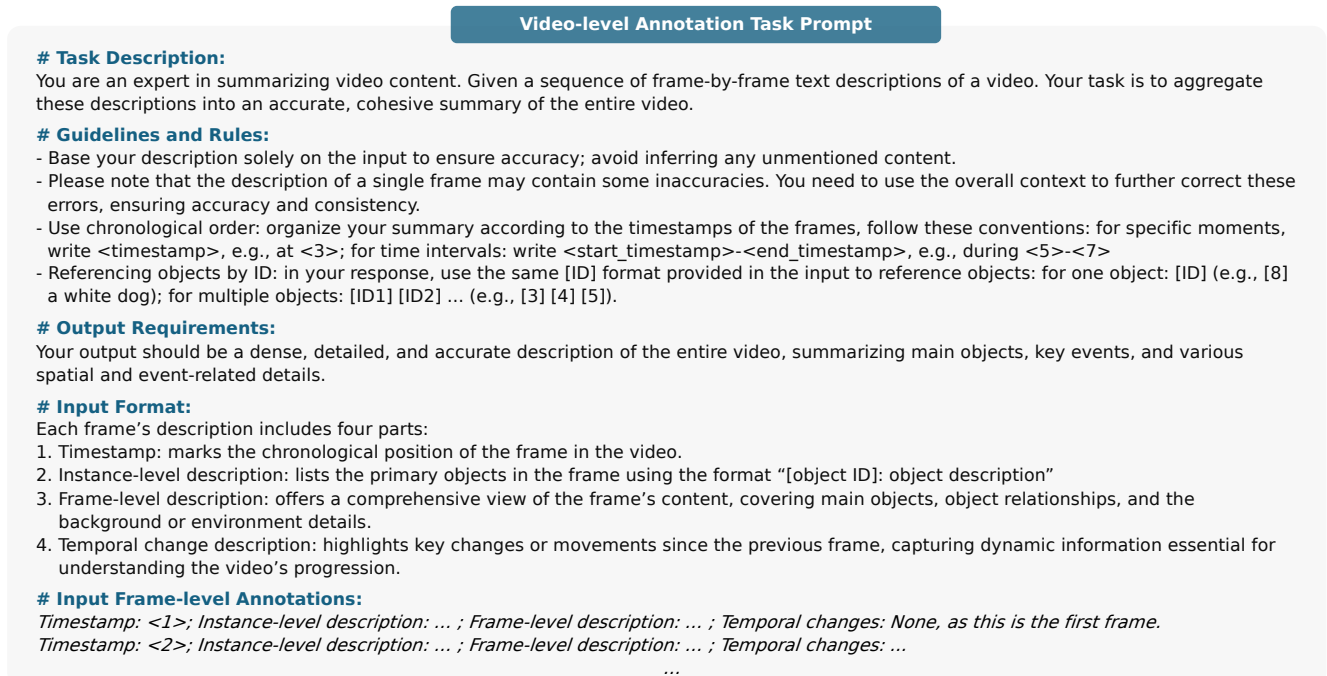 Video-level Annotation Task Prompt
# Task Description:
You are an expert in summarizing video content. Given a sequence of frame-by-frame text descriptions of a video. Your task is to aggregate
these descriptions into an accurate, cohesive summary of the entire video.
# Guidelines and Rules:
- Base your description solely on the input to ensure accuracy; avoid inferring any unmentioned content.
- Please note that the description of a single frame may contain some inaccuracies. You need to use the overall context to further correct these
errors, ensuring accuracy and consistency.
- Use chronological order: organize your summary according to the timestamps of the frames, follow these conventions: for specific moments,
write <timestamp>, e.g., at <3>; for time intervals: write <start_timestamp>-<end_timestamp>, e.g., during <5>-<7>
- Referencing objects by ID: in your response, use the same [ID] format provided in the input to reference objects: for one object: [ID] (e.g., [8]
a white dog); for multiple objects: [ID1] [ID2] ... (e.g., [3] [4] [5]).
# Output Requirements:
Your output should be a dense, detailed, and accurate description of the entire video, summarizing main objects, key events, and various
spatial and event-related details.
# Input Format:
Each frame’s description includes four parts:
1. Timestamp: marks the chronological position of the frame in the video.
2. Instance-level description: lists the primary objects in the frame using the format “[object ID]: object description”
3. Frame-level description: offers a comprehensive view of the frame’s content, covering main objects, object relationships, and the
background or environment details.
4. Temporal change description: highlights key changes or movements since the previous frame, capturing dynamic information essential for
understanding the video’s progression.
# Input Frame-level Annotations:
Timestamp: <1>; Instance-level description: ... ; Frame-level description: ... ; Temporal changes: None, as this is the first frame.
Timestamp: <2>; Instance-level description: ... ; Frame-level description: ... ; Temporal changes: ...
...